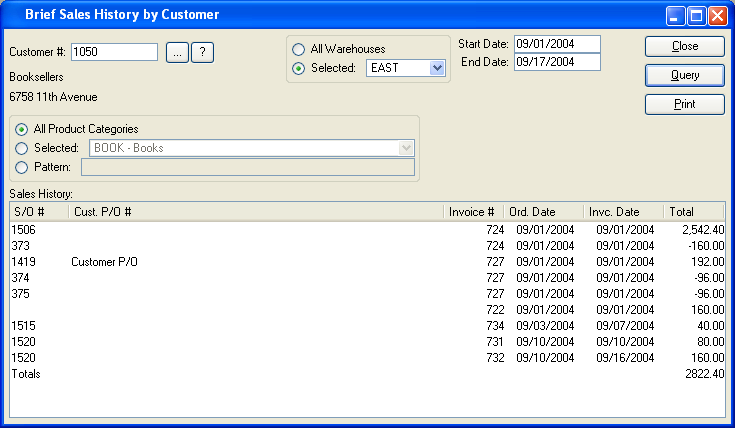 Brief Sales History by Customer
Customer #: 1050 ... ?
Booksellers
6758 11th Avenue
All Warehouses
Selected: EAST
Start Date: 09/01/2004
End Date: 09/17/2004
Close
Query
Print
All Product Categories
Selected: BOOK - Books
Pattern:
Sales History:
S/O # Cust. P/O # Invoice # Ord. Date Invc. Date Total
1506 724 09/01/2004 09/01/2004 2,542.40
373 724 09/01/2004 09/01/2004 -160.00
1419 Customer P/O 727 09/01/2004 09/01/2004 192.00
374 727 09/01/2004 09/01/2004 -96.00
375 727 09/01/2004 09/01/2004 -96.00
722 09/01/2004 09/01/2004 160.00
1515 734 09/03/2004 09/07/2004 40.00
1520 731 09/10/2004 09/10/2004 80.00
1520 732 09/10/2004 09/16/2004 160.00
Totals 2822.40